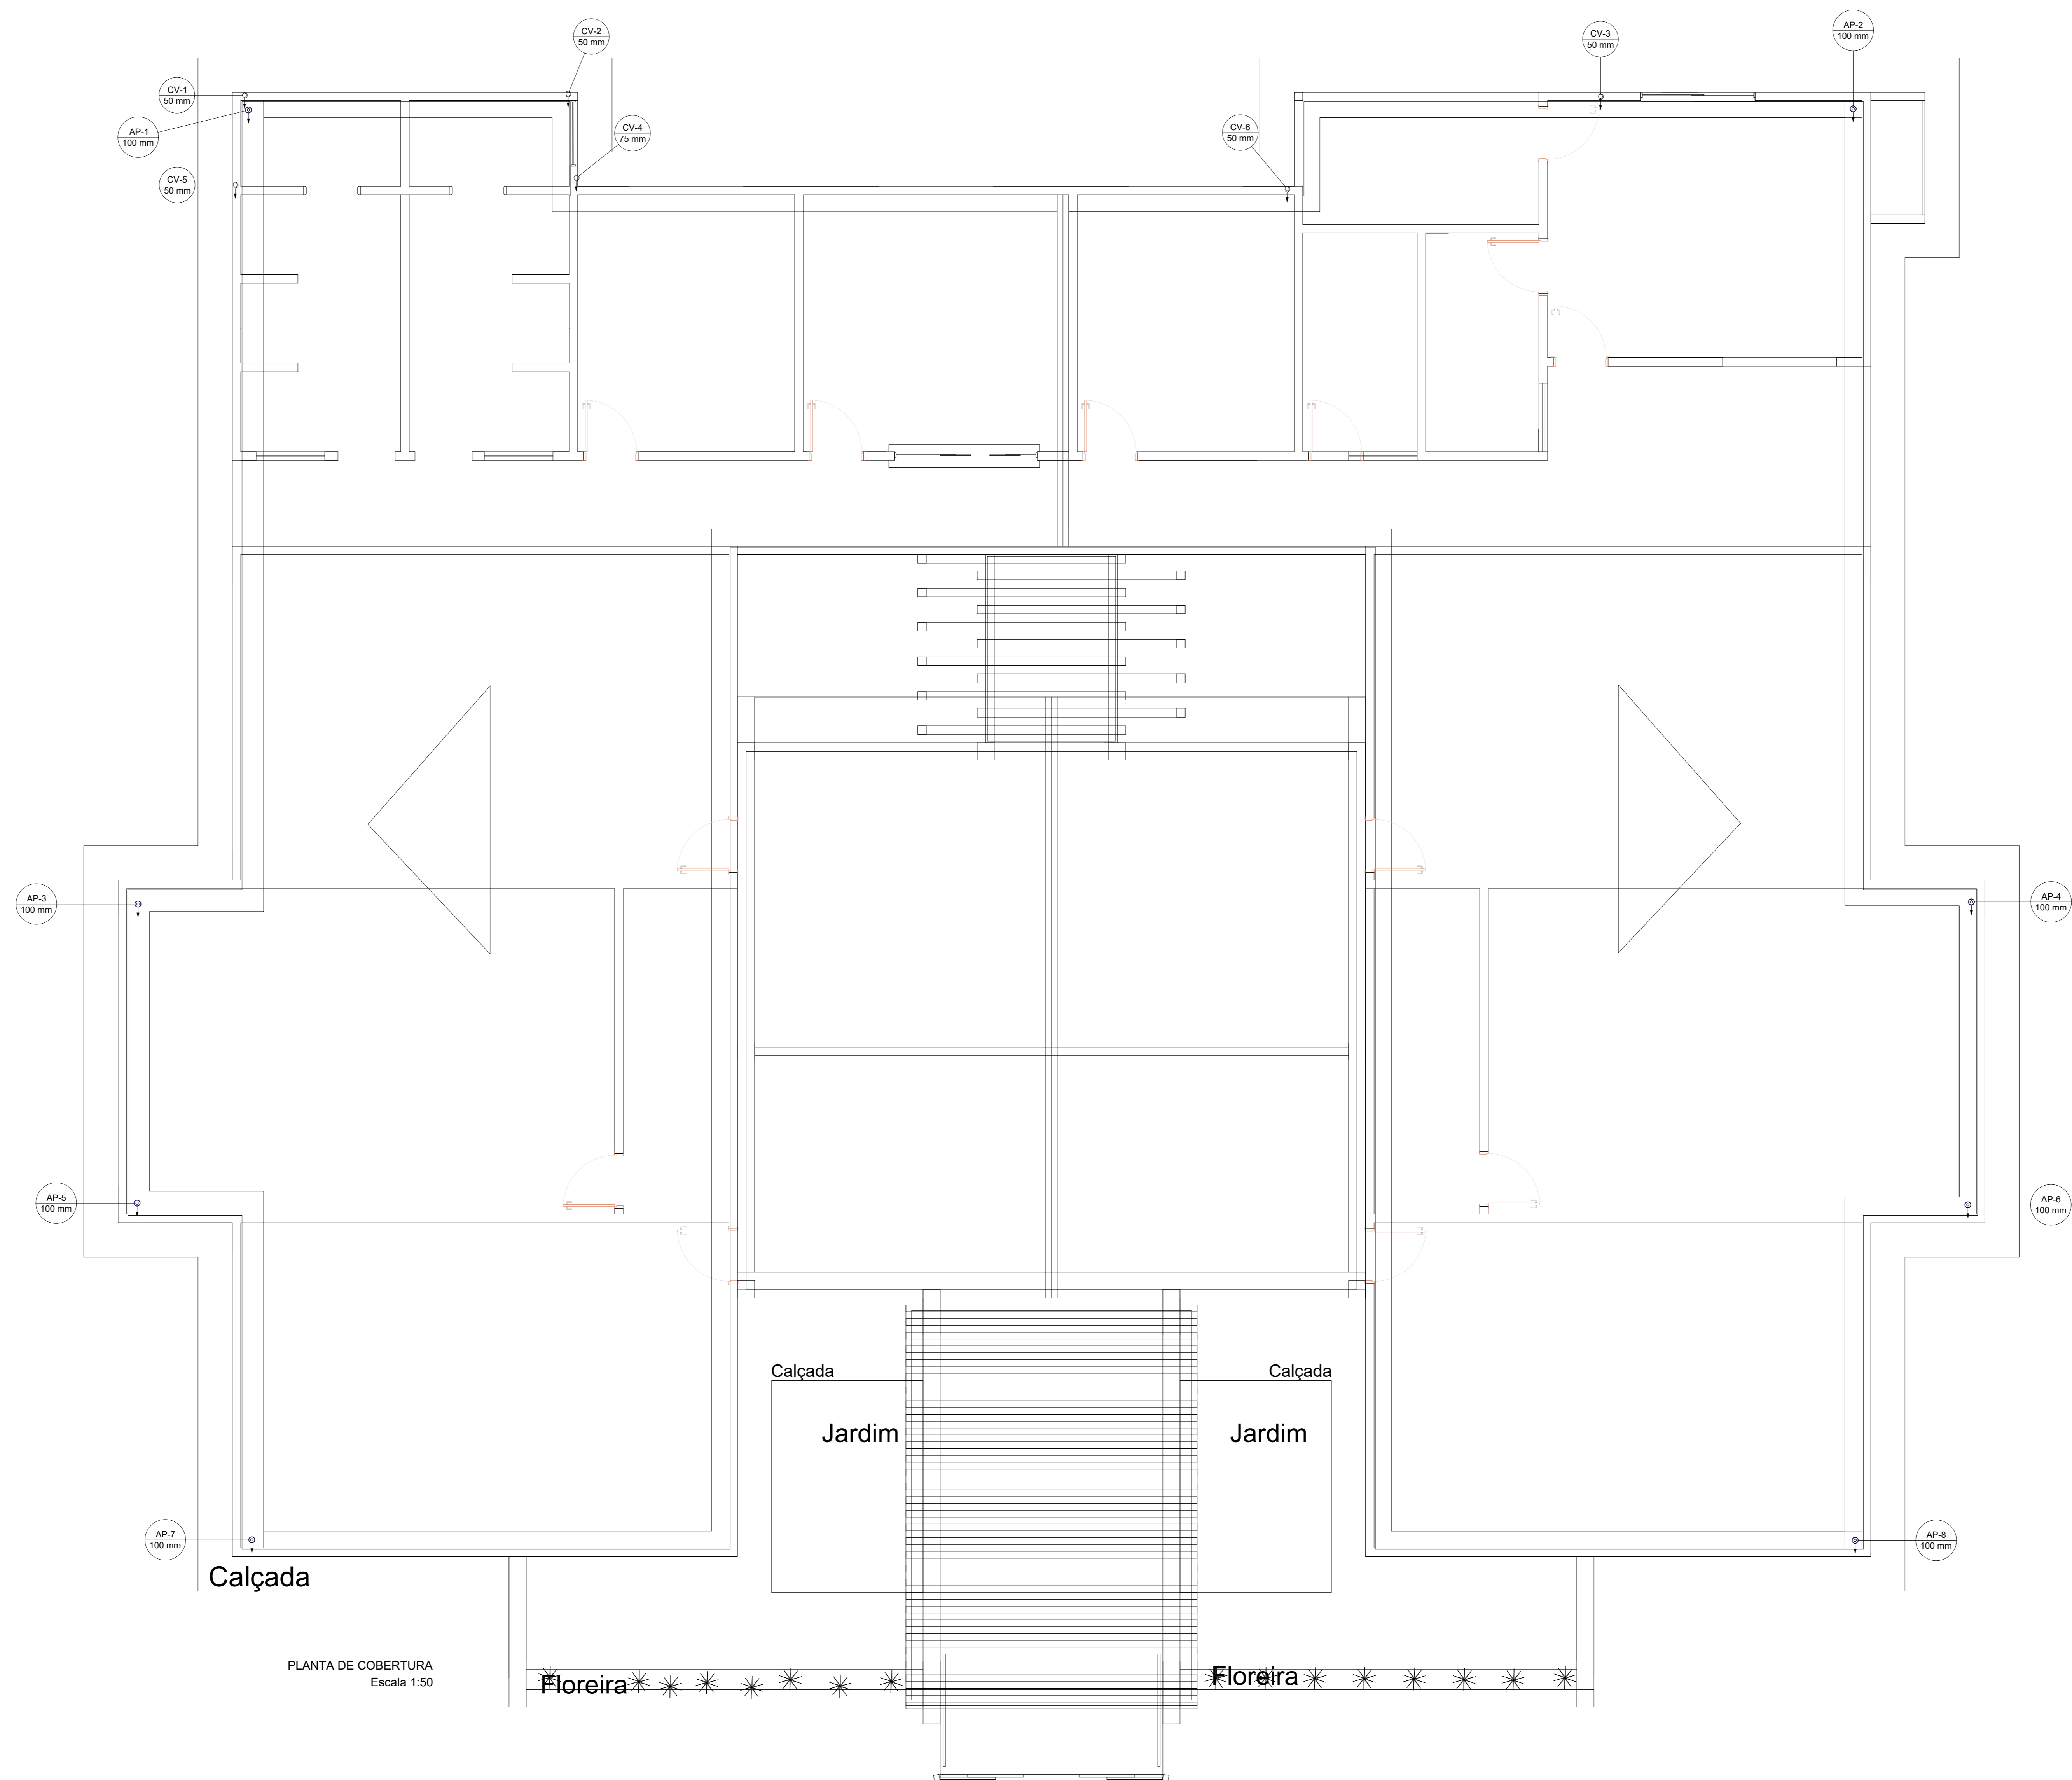 CV-2
50 mm
CV-3
50 mm
AP-2
100 mm
CV-1
50 mm
AP-1
100 mm
CV-4
75 mm
CV-6
50 mm
CV-5
50 mm
AP-3
100 mm
AP-4
100 mm
AP-5
100 mm
AP-6
100 mm
Calçada
Calçada
Jardim
Jardim
AP-7
100 mm
AP-8
100 mm
Calçada
PLANTA DE COBERTURA
Escala 1:50
Floreira
Floreira